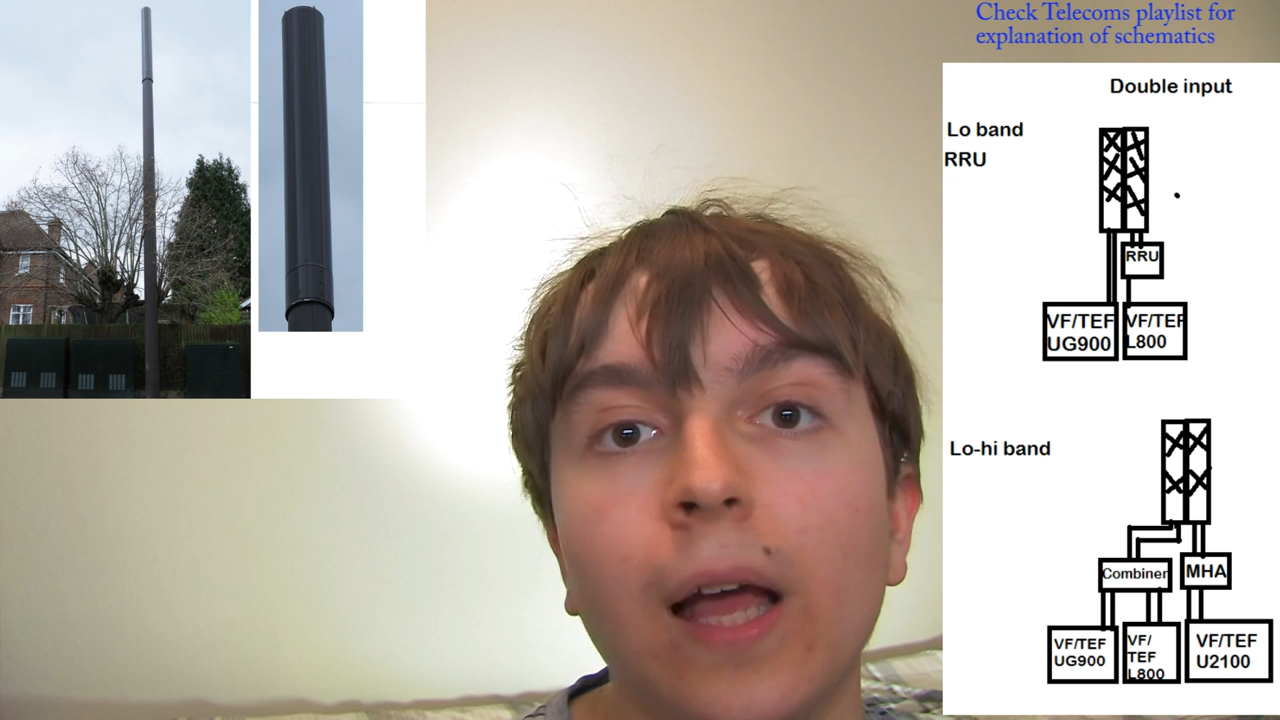 Check Telecoms playlist for
explanation of schematics
Double input
Lo band
RRU
RRU
VF/TEF
UG900
VF/TEF
L800
Lo-hi band
Combiner
MHA
VF/TEF
UG900
VF/
TEF
L800
VF/TEF
U2100